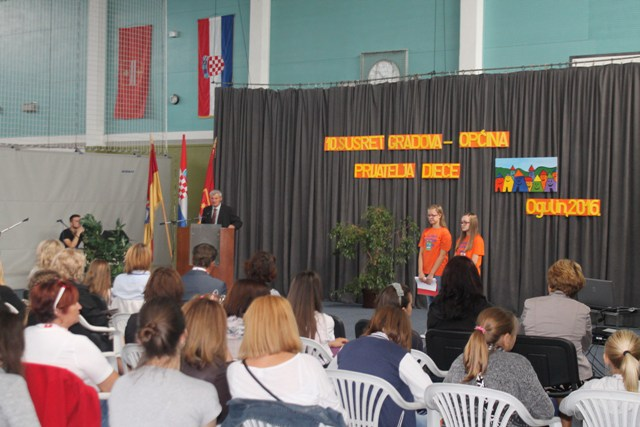 10.SUSRET GRADOVA – OPĆINA
PRIJATELJA DJECE
Ogulin,2016.